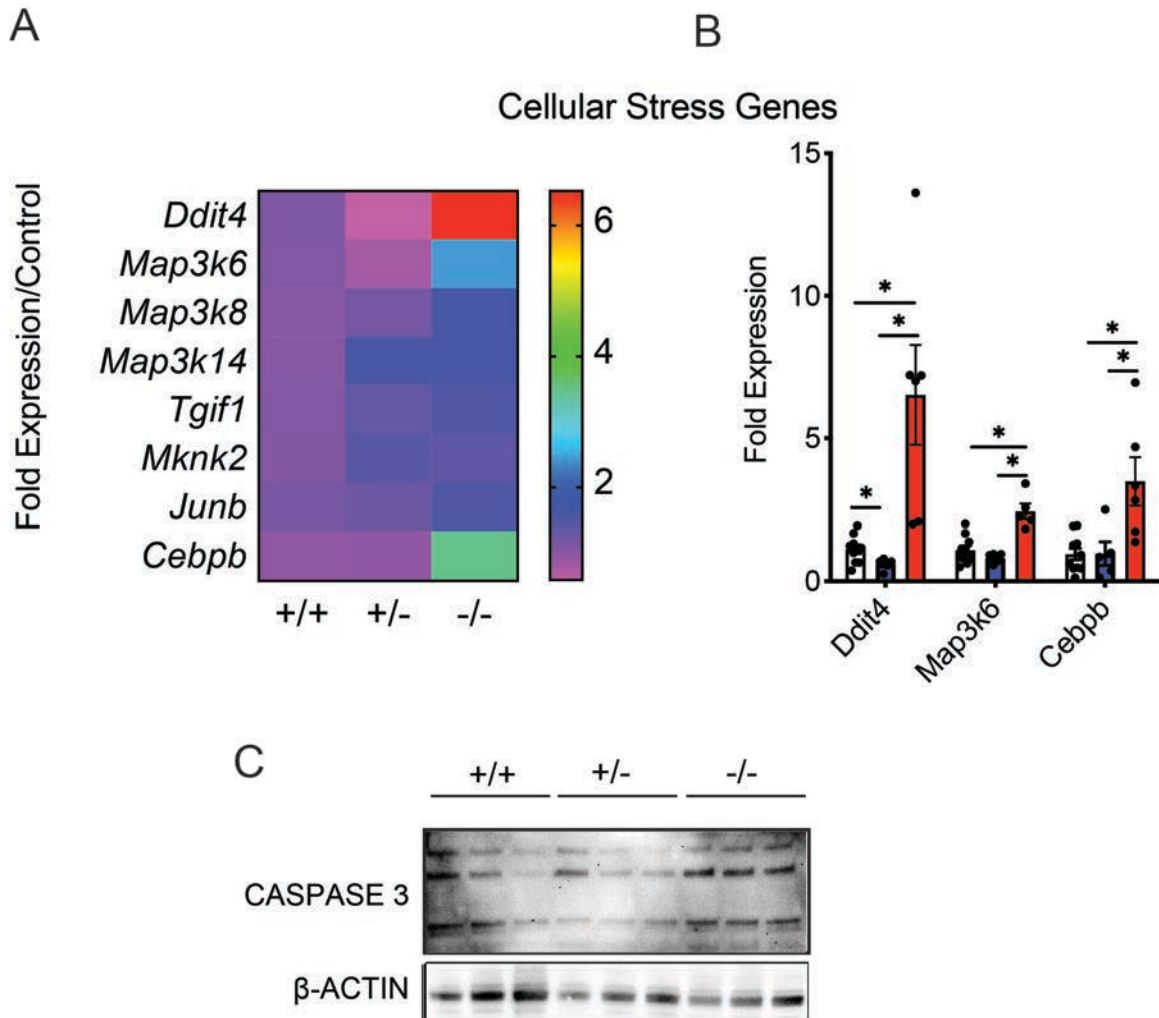 A
Fold Expression/Control
Ddit4
Map3k6
Map3k8
Map3k14
Tgif1
Mknk2
Junb
Cebpb
+/+ +/- -/-
6
4
2
B
Cellular Stress Genes
Fold Expression
15
10
5
0
* * * * * * *
Ddit4 Map3k6 Cebpb
C
+/+ +/- -/-
CASPASE 3
β-ACTIN